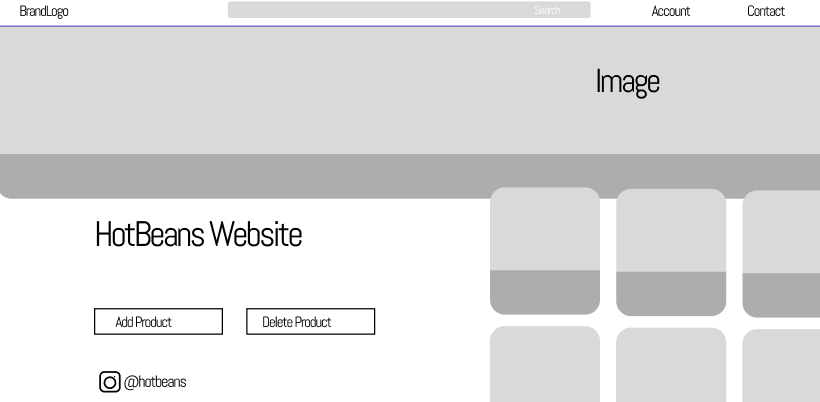 BrandLogo
Search
Account
Contact
Image
HotBeans Website
Add Product
Delete Product
@hotbeans